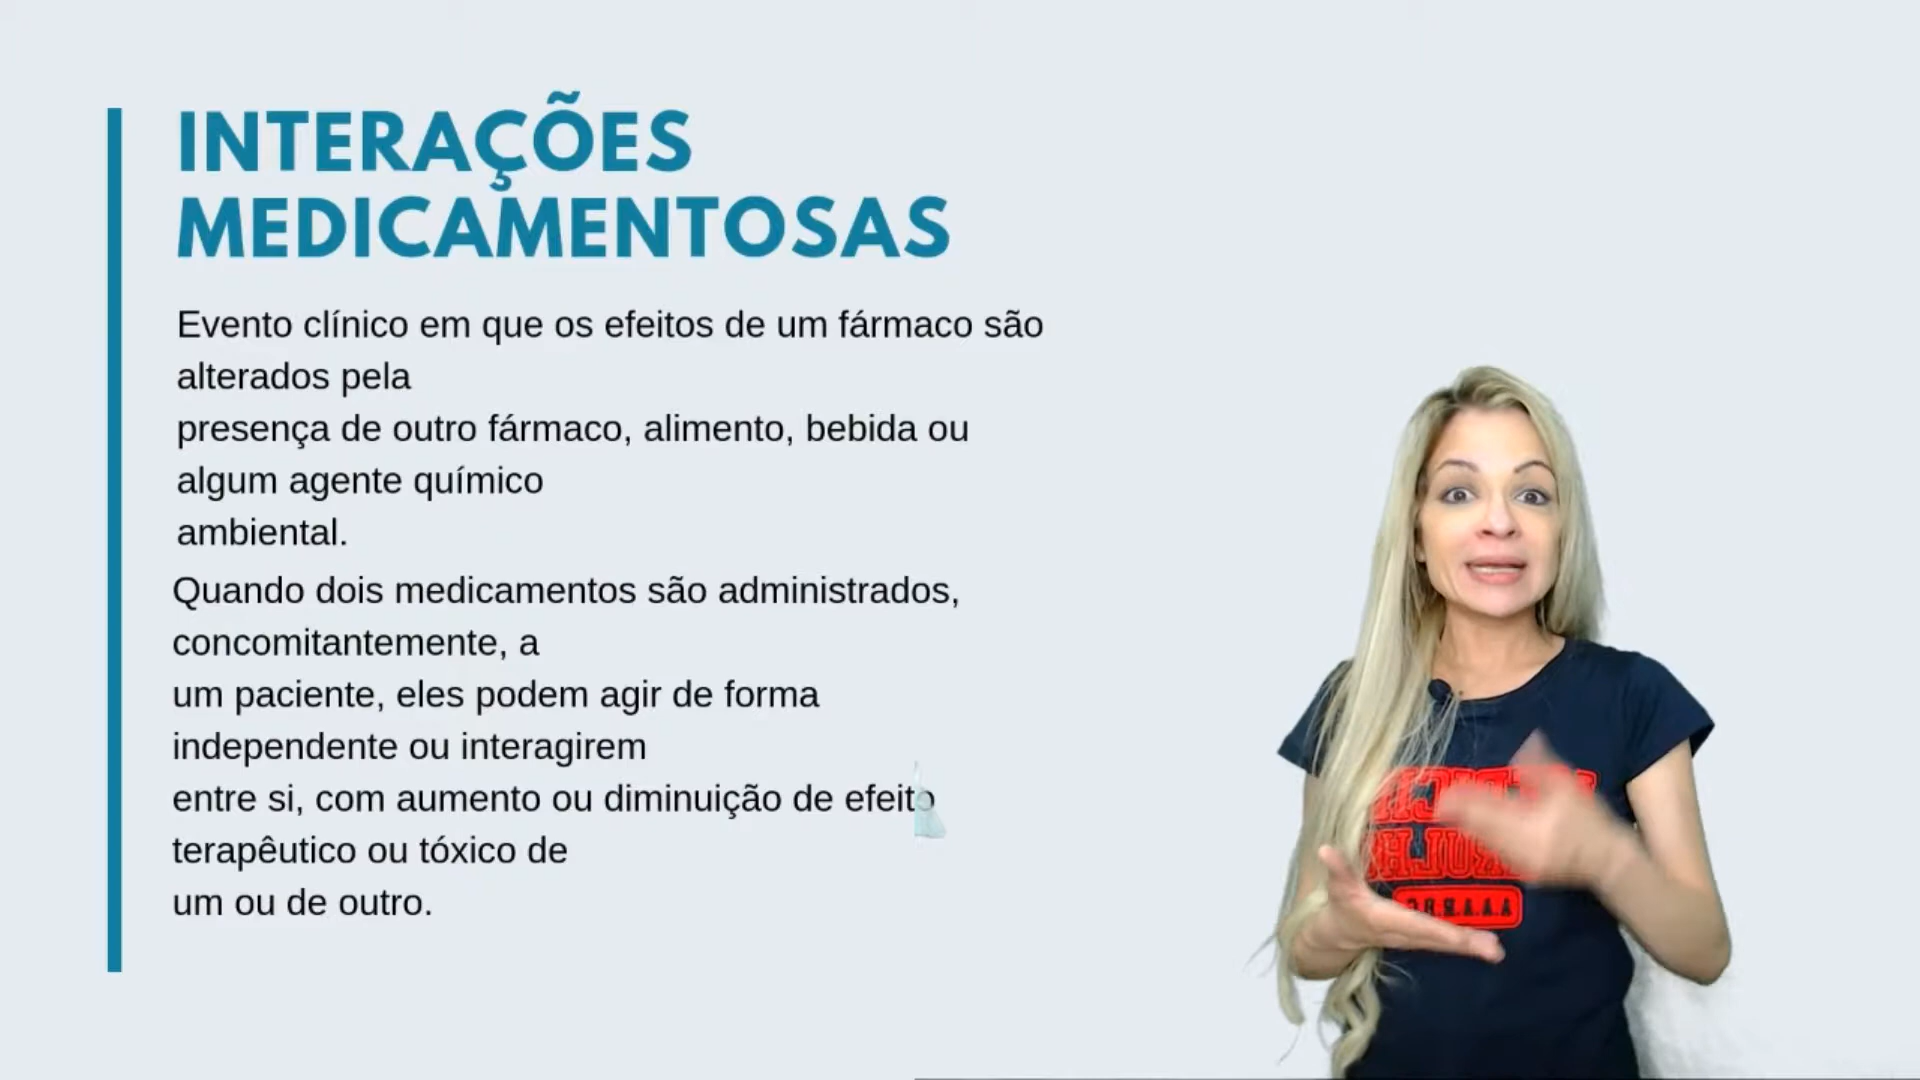 INTERAÇÕES
MEDICAMENTOSAS
Evento clínico em que os efeitos de um fármaco são
alterados pela
presença de outro fármaco, alimento, bebida ou
algum agente químico
ambiental.
Quando dois medicamentos são administrados,
concomitantemente, a
um paciente, eles podem agir de forma
independente ou interagirem
entre si, com aumento ou diminuição de efeito
terapêutico ou tóxico de
um ou de outro.